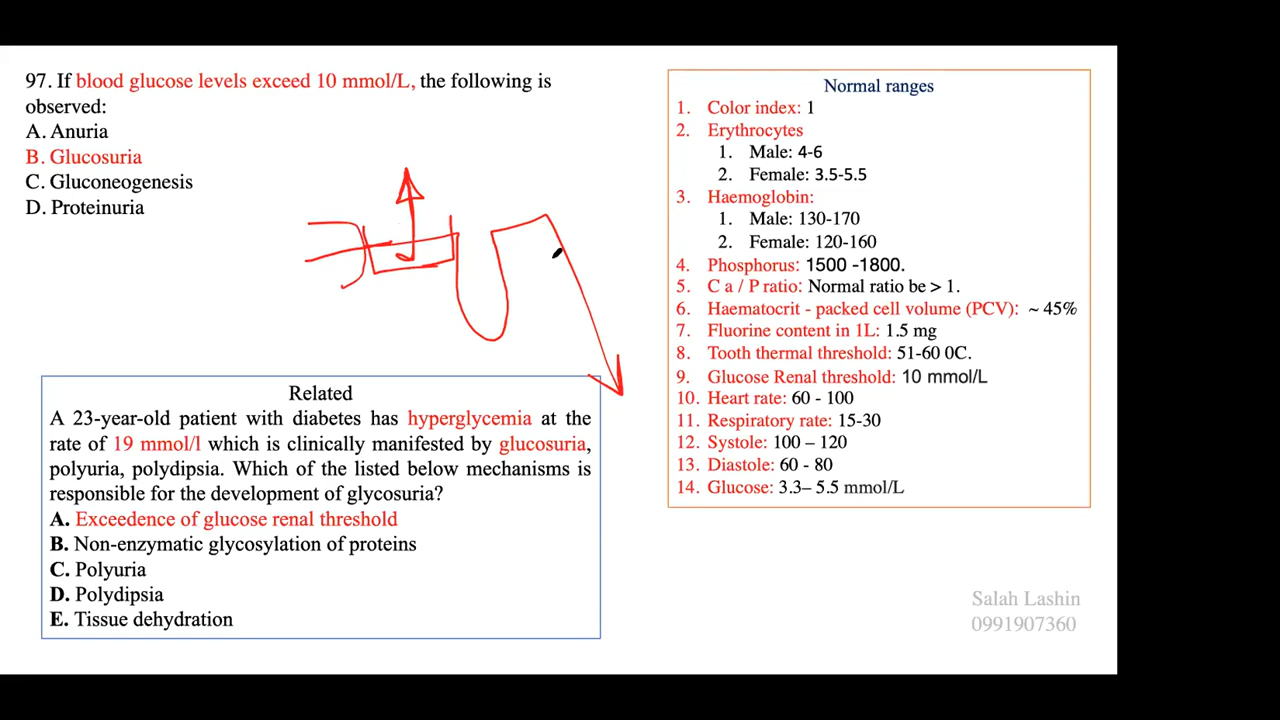 97. If blood glucose levels exceed 10 mmol/L, the following is
observed:
A. Anuria
B. Glucosuria
C. Gluconeogenesis
D. Proteinuria
Related
A 23-year-old patient with diabetes has hyperglycemia at the
rate of 19 mmol/l which is clinically manifested by glucosuria,
polyuria, polydipsia. Which of the listed below mechanisms is
responsible for the development of glycosuria?
A. Exceedence of glucose renal threshold
B. Non-enzymatic glycosylation of proteins
C. Polyuria
D. Polydipsia
E. Tissue dehydration
Normal ranges
1. Color index: 1
2. Erythrocytes
1. Male: 4-6
2. Female: 3.5-5.5
3. Haemoglobin:
1. Male: 130-170
2. Female: 120-160
4. Phosphorus: 1500 -1800.
5. C a / P ratio: Normal ratio be > 1.
6. Haematocrit - packed cell volume (PCV): ~ 45%
7. Fluorine content in 1L: 1.5 mg
8. Tooth thermal threshold: 51-60 0C.
9. Glucose Renal threshold: 10 mmol/L
10. Heart rate: 60 - 100
11. Respiratory rate: 15-30
12. Systole: 100 – 120
13. Diastole: 60 - 80
14. Glucose: 3.3– 5.5 mmol/L
Salah Lashin
0991907360